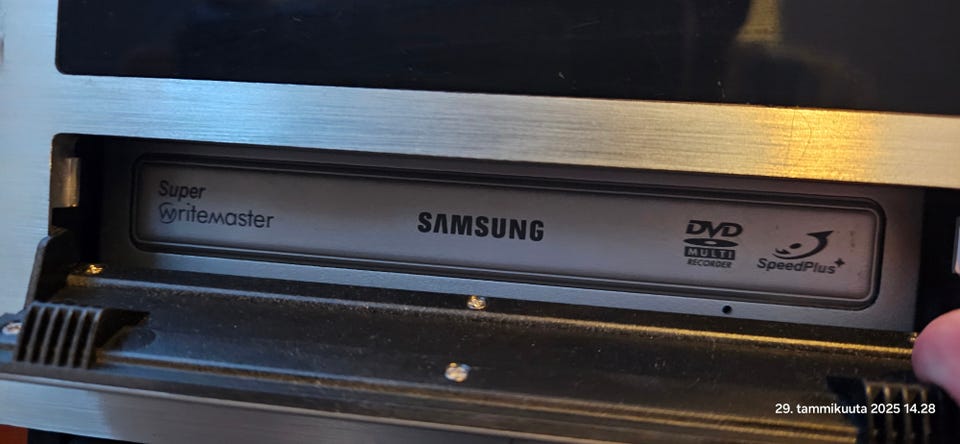 Super
WriteMaster
SAMSUNG
DVD
MULTI
RECORDER
SpeedPlus+
29. tammikuuta 2025 14.28